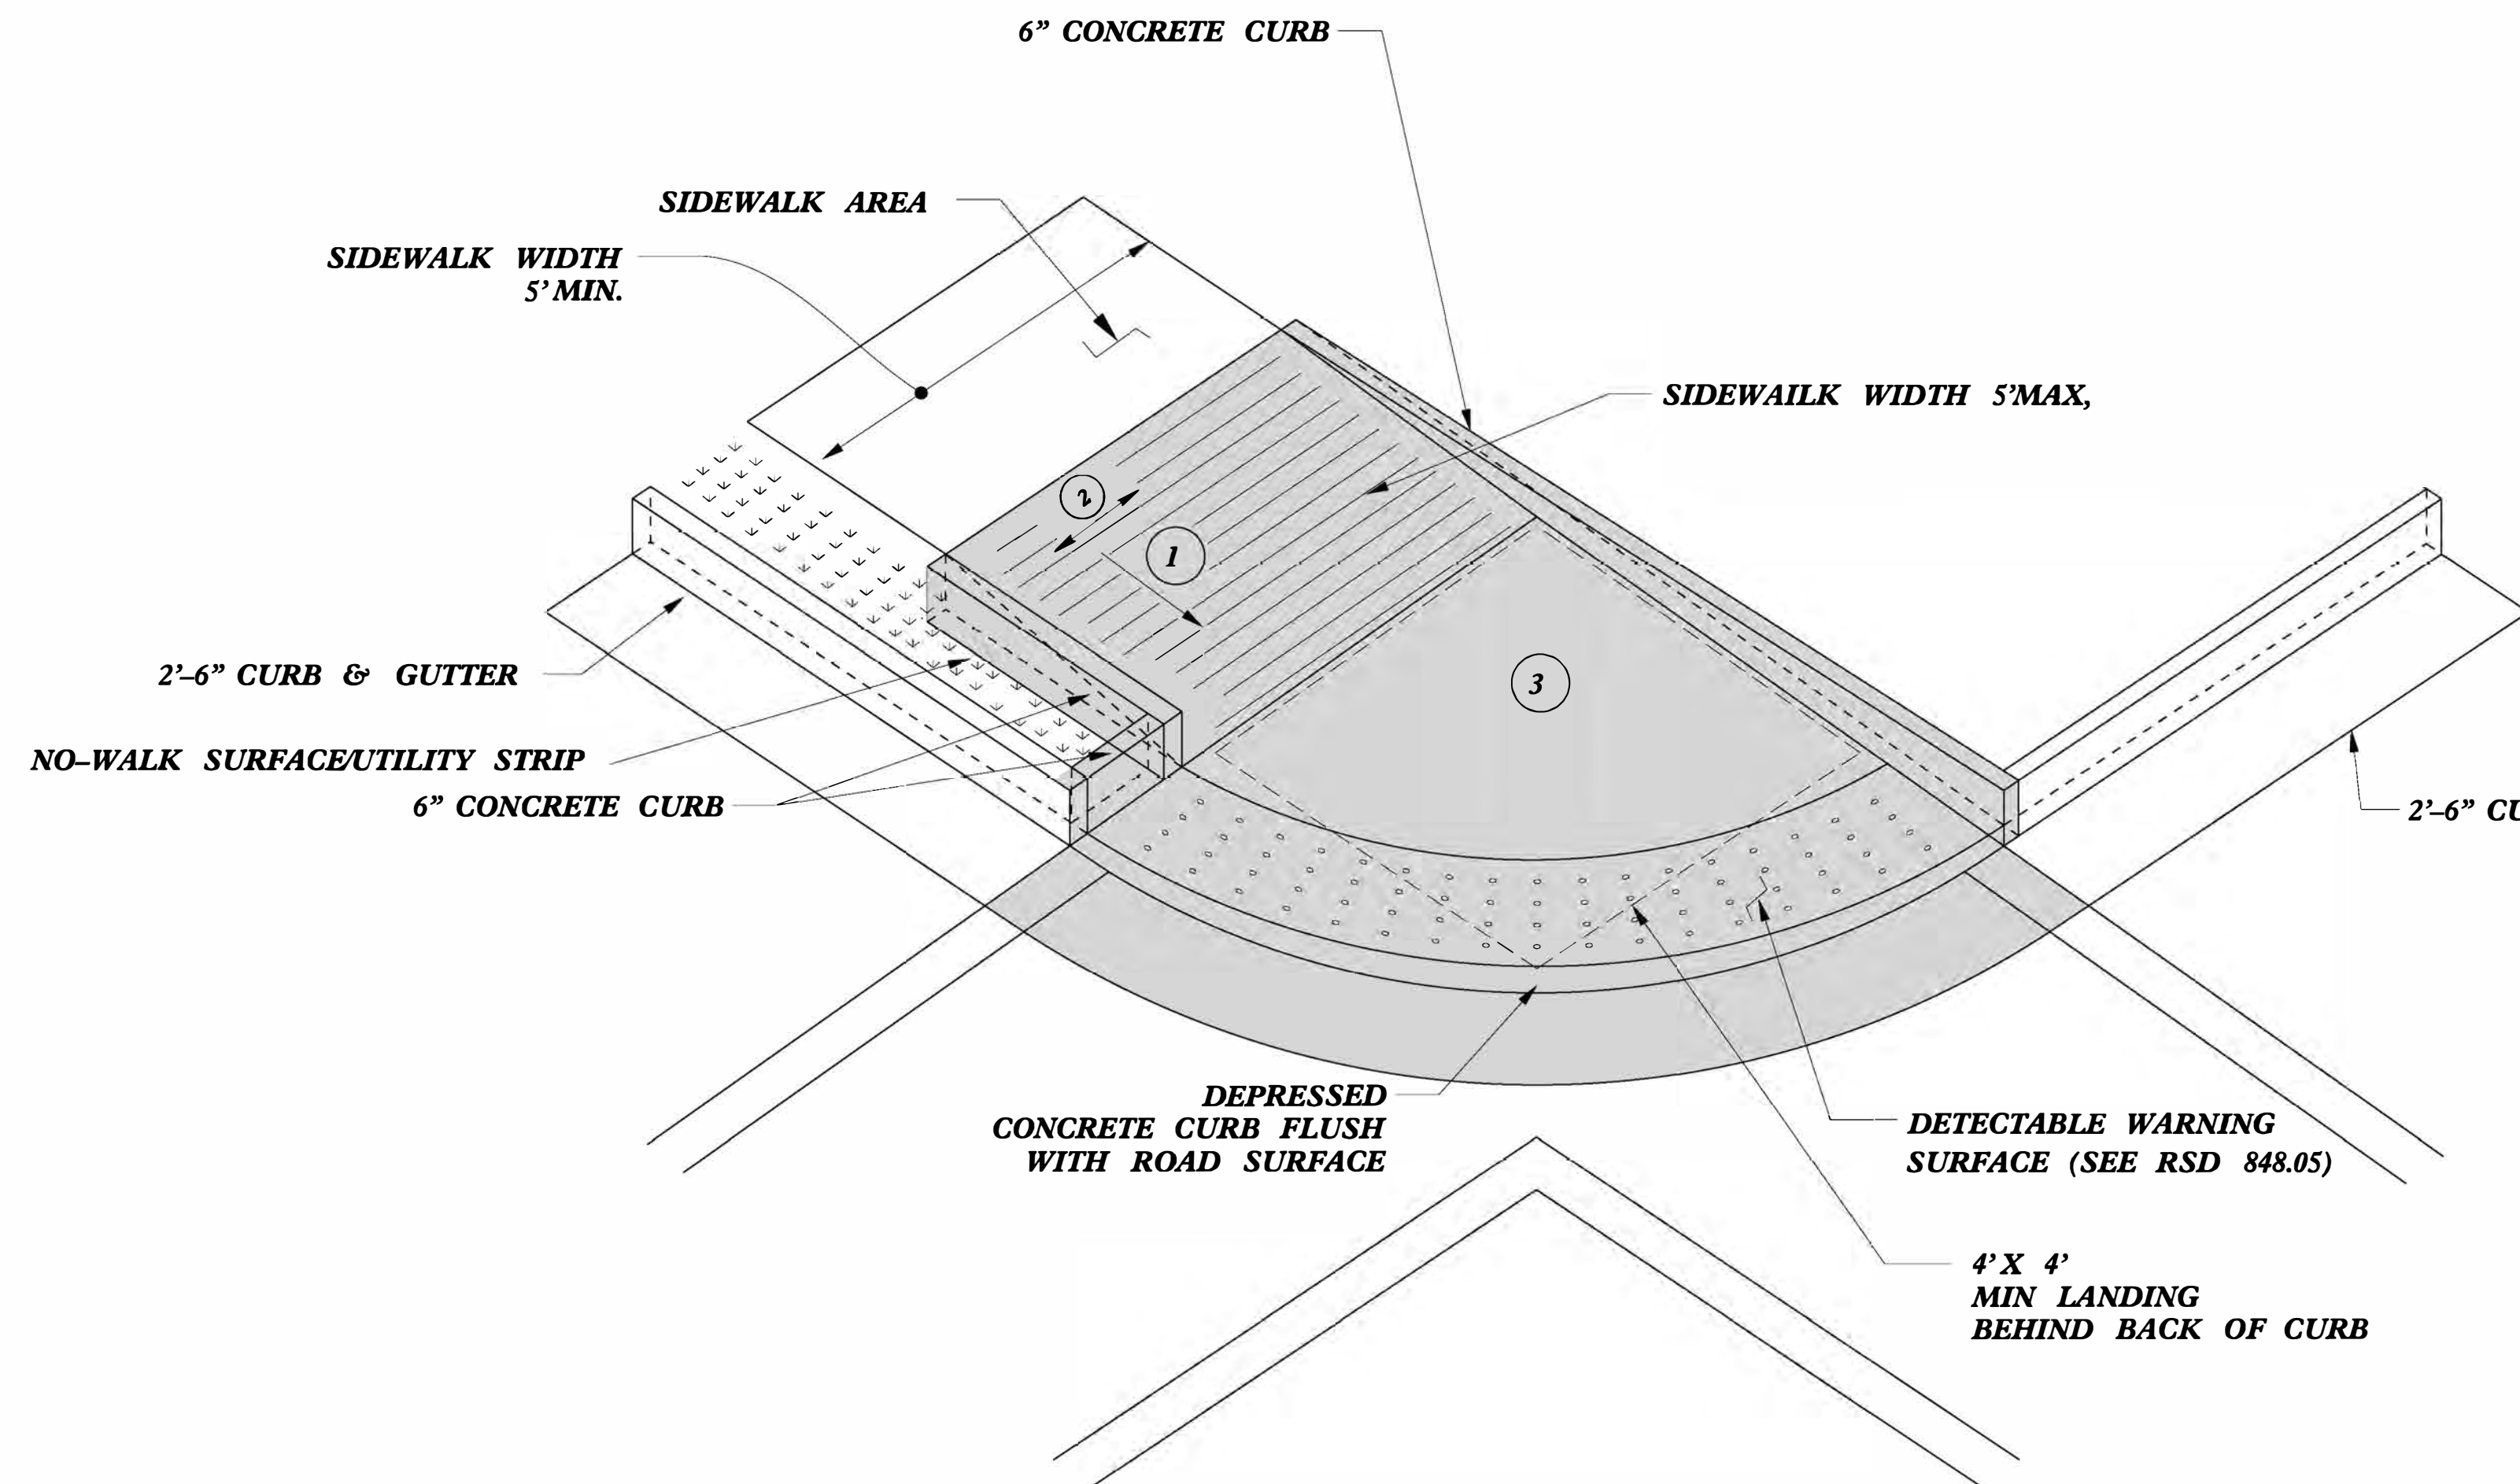 6” CONCRETE CURB
SIDEWALK AREA
SIDEWALK WIDTH
5’ MIN.
SIDEWAILK WIDTH 5’MAX,
2
1
3
2’–6” CURB & GUTTER
NO–WALK SURFACE/UTILITY STRIP
6” CONCRETE CURB
2’–6” CU
DEPRESSED
CONCRETE CURB FLUSH
WITH ROAD SURFACE
DETECTABLE WARNING
SURFACE (SEE RSD 848.05)
4’ X 4’
MIN LANDING
BEHIND BACK OF CURB